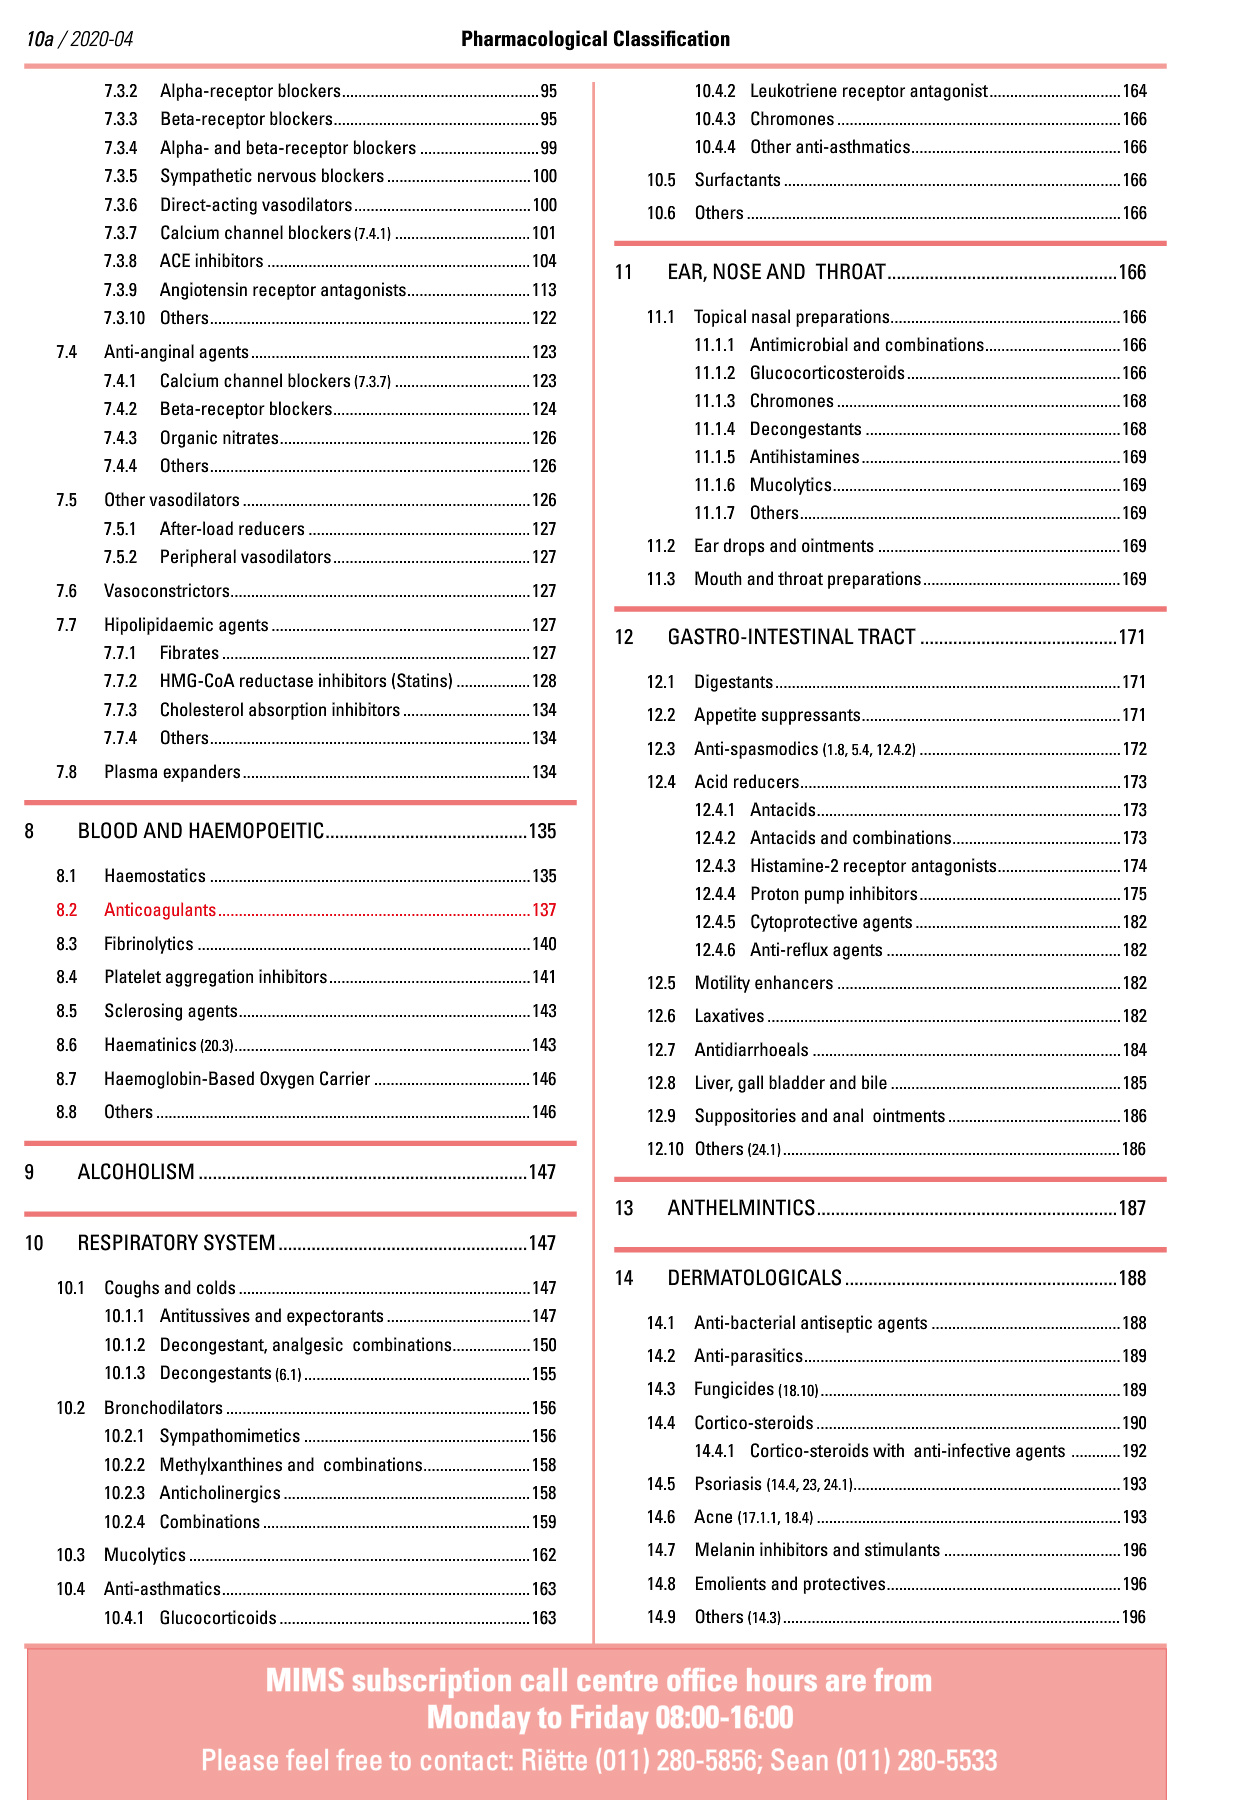 10a / 2020-04
Pharmacological Classification
7.3.2 Alpha-receptor blockers................................................95
7.3.3 Beta-receptor blockers..................................................95
7.3.4 Alpha- and beta-receptor blockers .............................99
7.3.5 Sympathetic nervous blockers ...................................100
7.3.6 Direct-acting vasodilators...........................................100
7.3.7 Calcium channel blockers (7.4.1) .................................101
7.3.8 ACE inhibitors ................................................................104
7.3.9 Angiotensin receptor antagonists..............................113
7.3.10 Others..............................................................................122
7.4 Anti-anginal agents....................................................................123
7.4.1 Calcium channel blockers (7.3.7) .................................123
7.4.2 Beta-receptor blockers................................................124
7.4.3 Organic nitrates.............................................................126
7.4.4 Others..............................................................................126
7.5 Other vasodilators ......................................................................126
7.5.1 After-load reducers ......................................................127
7.5.2 Peripheral vasodilators................................................127
7.6 Vasoconstrictors.........................................................................127
7.7 Hipolipidaemic agents ...............................................................127
7.7.1 Fibrates ...........................................................................127
7.7.2 HMG-CoA reductase inhibitors (Statins) ..................128
7.7.3 Cholesterol absorption inhibitors ...............................134
7.7.4 Others..............................................................................134
7.8 Plasma expanders......................................................................134
8 BLOOD AND HAEMOPOEITIC...........................................135
8.1 Haemostatics ..............................................................................135
8.2 Anticoagulants............................................................................137
8.3 Fibrinolytics .................................................................................140
8.4 Platelet aggregation inhibitors.................................................141
8.5 Sclerosing agents.......................................................................143
8.6 Haematinics (20.3)........................................................................143
8.7 Haemoglobin-Based Oxygen Carrier ......................................146
8.8 Others ...........................................................................................146
9 ALCOHOLISM ......................................................................147
10 RESPIRATORY SYSTEM .....................................................147
10.1 Coughs and colds .......................................................................147
10.1.1 Antitussives and expectorants ...................................147
10.1.2 Decongestant, analgesic combinations...................150
10.1.3 Decongestants (6.1) .......................................................155
10.2 Bronchodilators ..........................................................................156
10.2.1 Sympathomimetics .......................................................156
10.2.2 Methylxanthines and combinations..........................158
10.2.3 Anticholinergics ............................................................158
10.2.4 Combinations .................................................................159
10.3 Mucolytics ...................................................................................162
10.4 Anti-asthmatics...........................................................................163
10.4.1 Glucocorticoids .............................................................163
10.4.2 Leukotriene receptor antagonist................................164
10.4.3 Chromones .....................................................................166
10.4.4 Other anti-asthmatics...................................................166
10.5 Surfactants ..................................................................................166
10.6 Others ...........................................................................................166
11 EAR, NOSE AND THROAT.................................................166
11.1 Topical nasal preparations........................................................166
11.1.1 Antimicrobial and combinations.................................166
11.1.2 Glucocorticosteroids ....................................................166
11.1.3 Chromones .....................................................................168
11.1.4 Decongestants ..............................................................168
11.1.5 Antihistamines ...............................................................169
11.1.6 Mucolytics......................................................................169
11.1.7 Others..............................................................................169
11.2 Ear drops and ointments ...........................................................169
11.3 Mouth and throat preparations................................................169
12 GASTRO-INTESTINAL TRACT ..........................................171
12.1 Digestants....................................................................................171
12.2 Appetite suppressants...............................................................171
12.3 Anti-spasmodics (1.8, 5.4, 12.4.2) .................................................172
12.4 Acid reducers..............................................................................173
12.4.1 Antacids..........................................................................173
12.4.2 Antacids and combinations.........................................173
12.4.3 Histamine-2 receptor antagonists..............................174
12.4.4 Proton pump inhibitors.................................................175
12.4.5 Cytoprotective agents ..................................................182
12.4.6 Anti-reflux agents .........................................................182
12.5 Motility enhancers .....................................................................182
12.6 Laxatives ......................................................................................182
12.7 Antidiarrhoeals ...........................................................................184
12.8 Liver, gall bladder and bile ........................................................185
12.9 Suppositories and anal ointments ..........................................186
12.10 Others (24.1)..................................................................................186
13 ANTHELMINTICS................................................................187
14 DERMATOLOGICALS ..........................................................188
14.1 Anti-bacterial antiseptic agents ..............................................188
14.2 Anti-parasitics.............................................................................189
14.3 Fungicides (18.10).........................................................................189
14.4 Cortico-steroids ..........................................................................190
14.4.1 Cortico-steroids with anti-infective agents ............192
14.5 Psoriasis (14.4, 23, 24.1).................................................................193
14.6 Acne (17.1.1, 18.4) ..........................................................................193
14.7 Melanin inhibitors and stimulants ...........................................196
14.8 Emolients and protectives.........................................................196
14.9 Others (14.3)..................................................................................196
MIMS subscription call centre office hours are from
Monday to Friday 08:00-16:00
Please feel free to contact: Riëtte (011) 280-5856; Sean (011) 280-5533